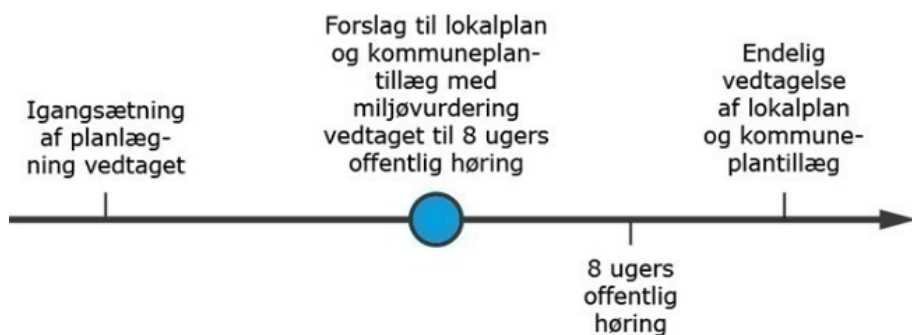 Igangsætning
af planlæg-
ning vedtaget
Forslag til lokalplan
og kommuneplan-
tillæg med
miljøvurdering
vedtaget til 8 ugers
offentlig høring
8 ugers
offentlig
høring
Endelig
vedtagelse
af lokalplan
og kommune-
plantillæg